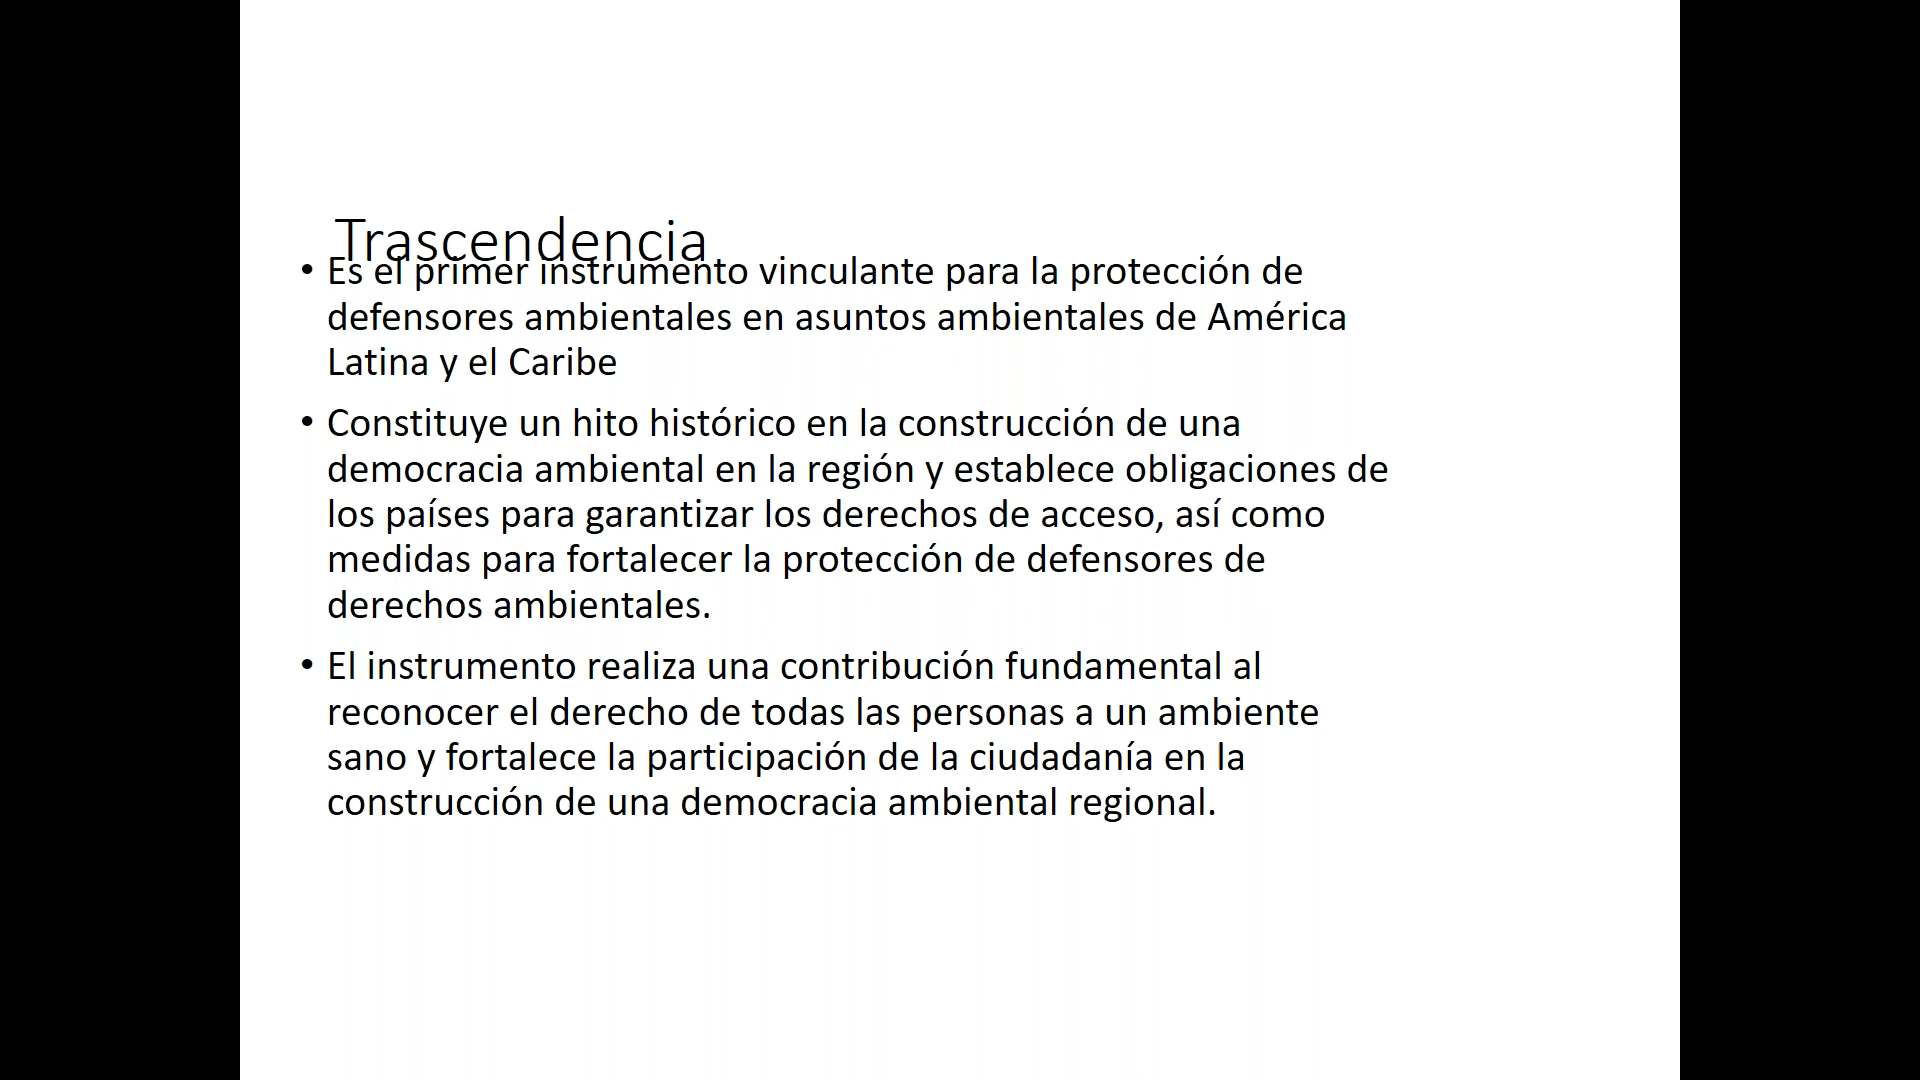 Trascendencia
• Es el primer instrumento vinculante para la protección de
defensores ambientales en asuntos ambientales de América
Latina y el Caribe
• Constituye un hito histórico en la construcción de una
democracia ambiental en la región y establece obligaciones de
los países para garantizar los derechos de acceso, así como
medidas para fortalecer la protección de defensores de
derechos ambientales.
• El instrumento realiza una contribución fundamental al
reconocer el derecho de todas las personas a un ambiente
sano y fortalece la participación de la ciudadanía en la
construcción de una democracia ambiental regional.